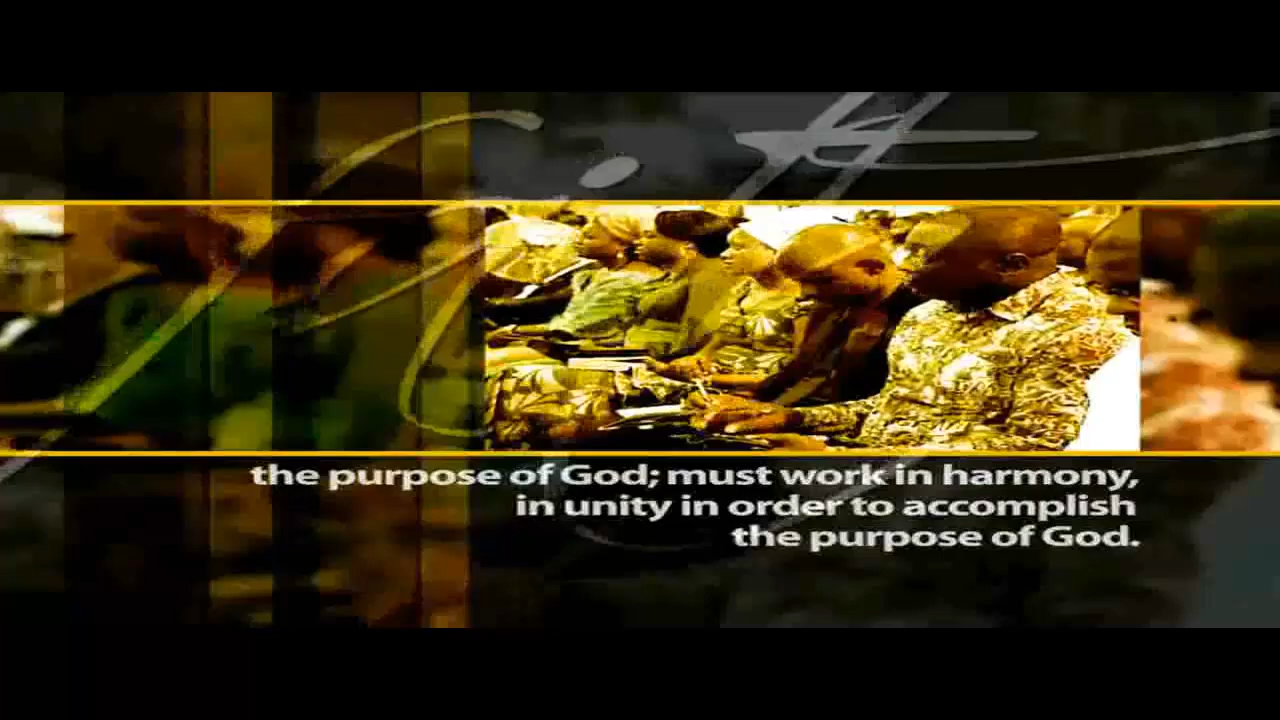 the purpose of God; must work in harmony,
in unity in order to accomplish
the purpose of God.